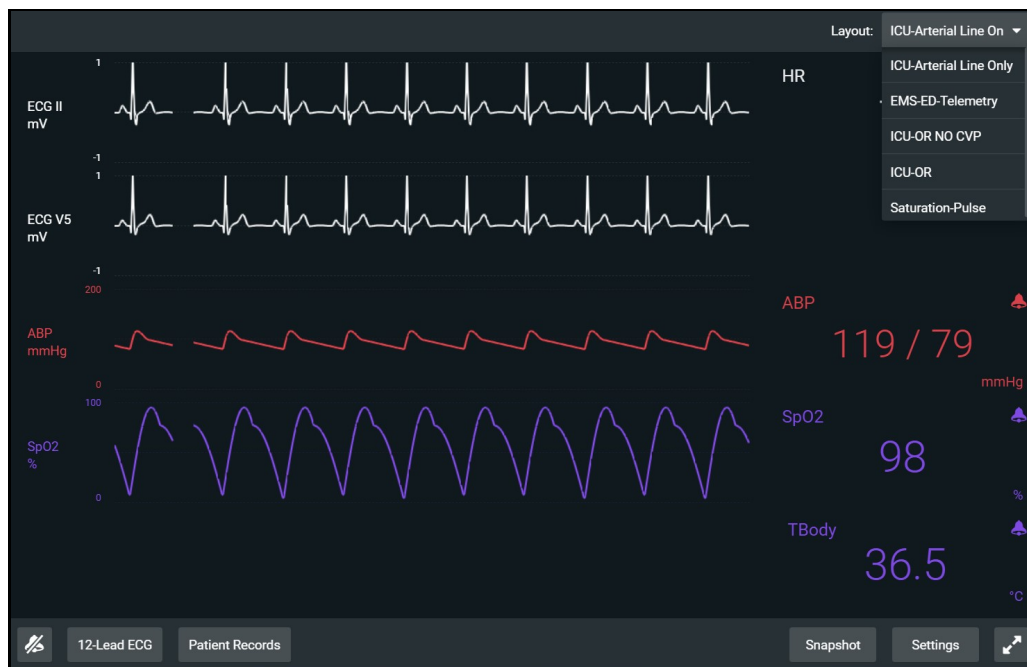 Layout: ICU-Arterial Line On
ICU-Arterial Line Only
EMS-ED-Telemetry
ICU-OR NO CVP
ICU-OR
Saturation-Pulse
HR
1
ECG II
mV
-1
1
ECG V5
mV
-1
200
ABP
mmHg
0
ABP
119 / 79
mmHg
100
SpO2
%
0
SpO2
98
%
TBody
36.5
°C
12-Lead ECG
Patient Records
Snapshot
Settings